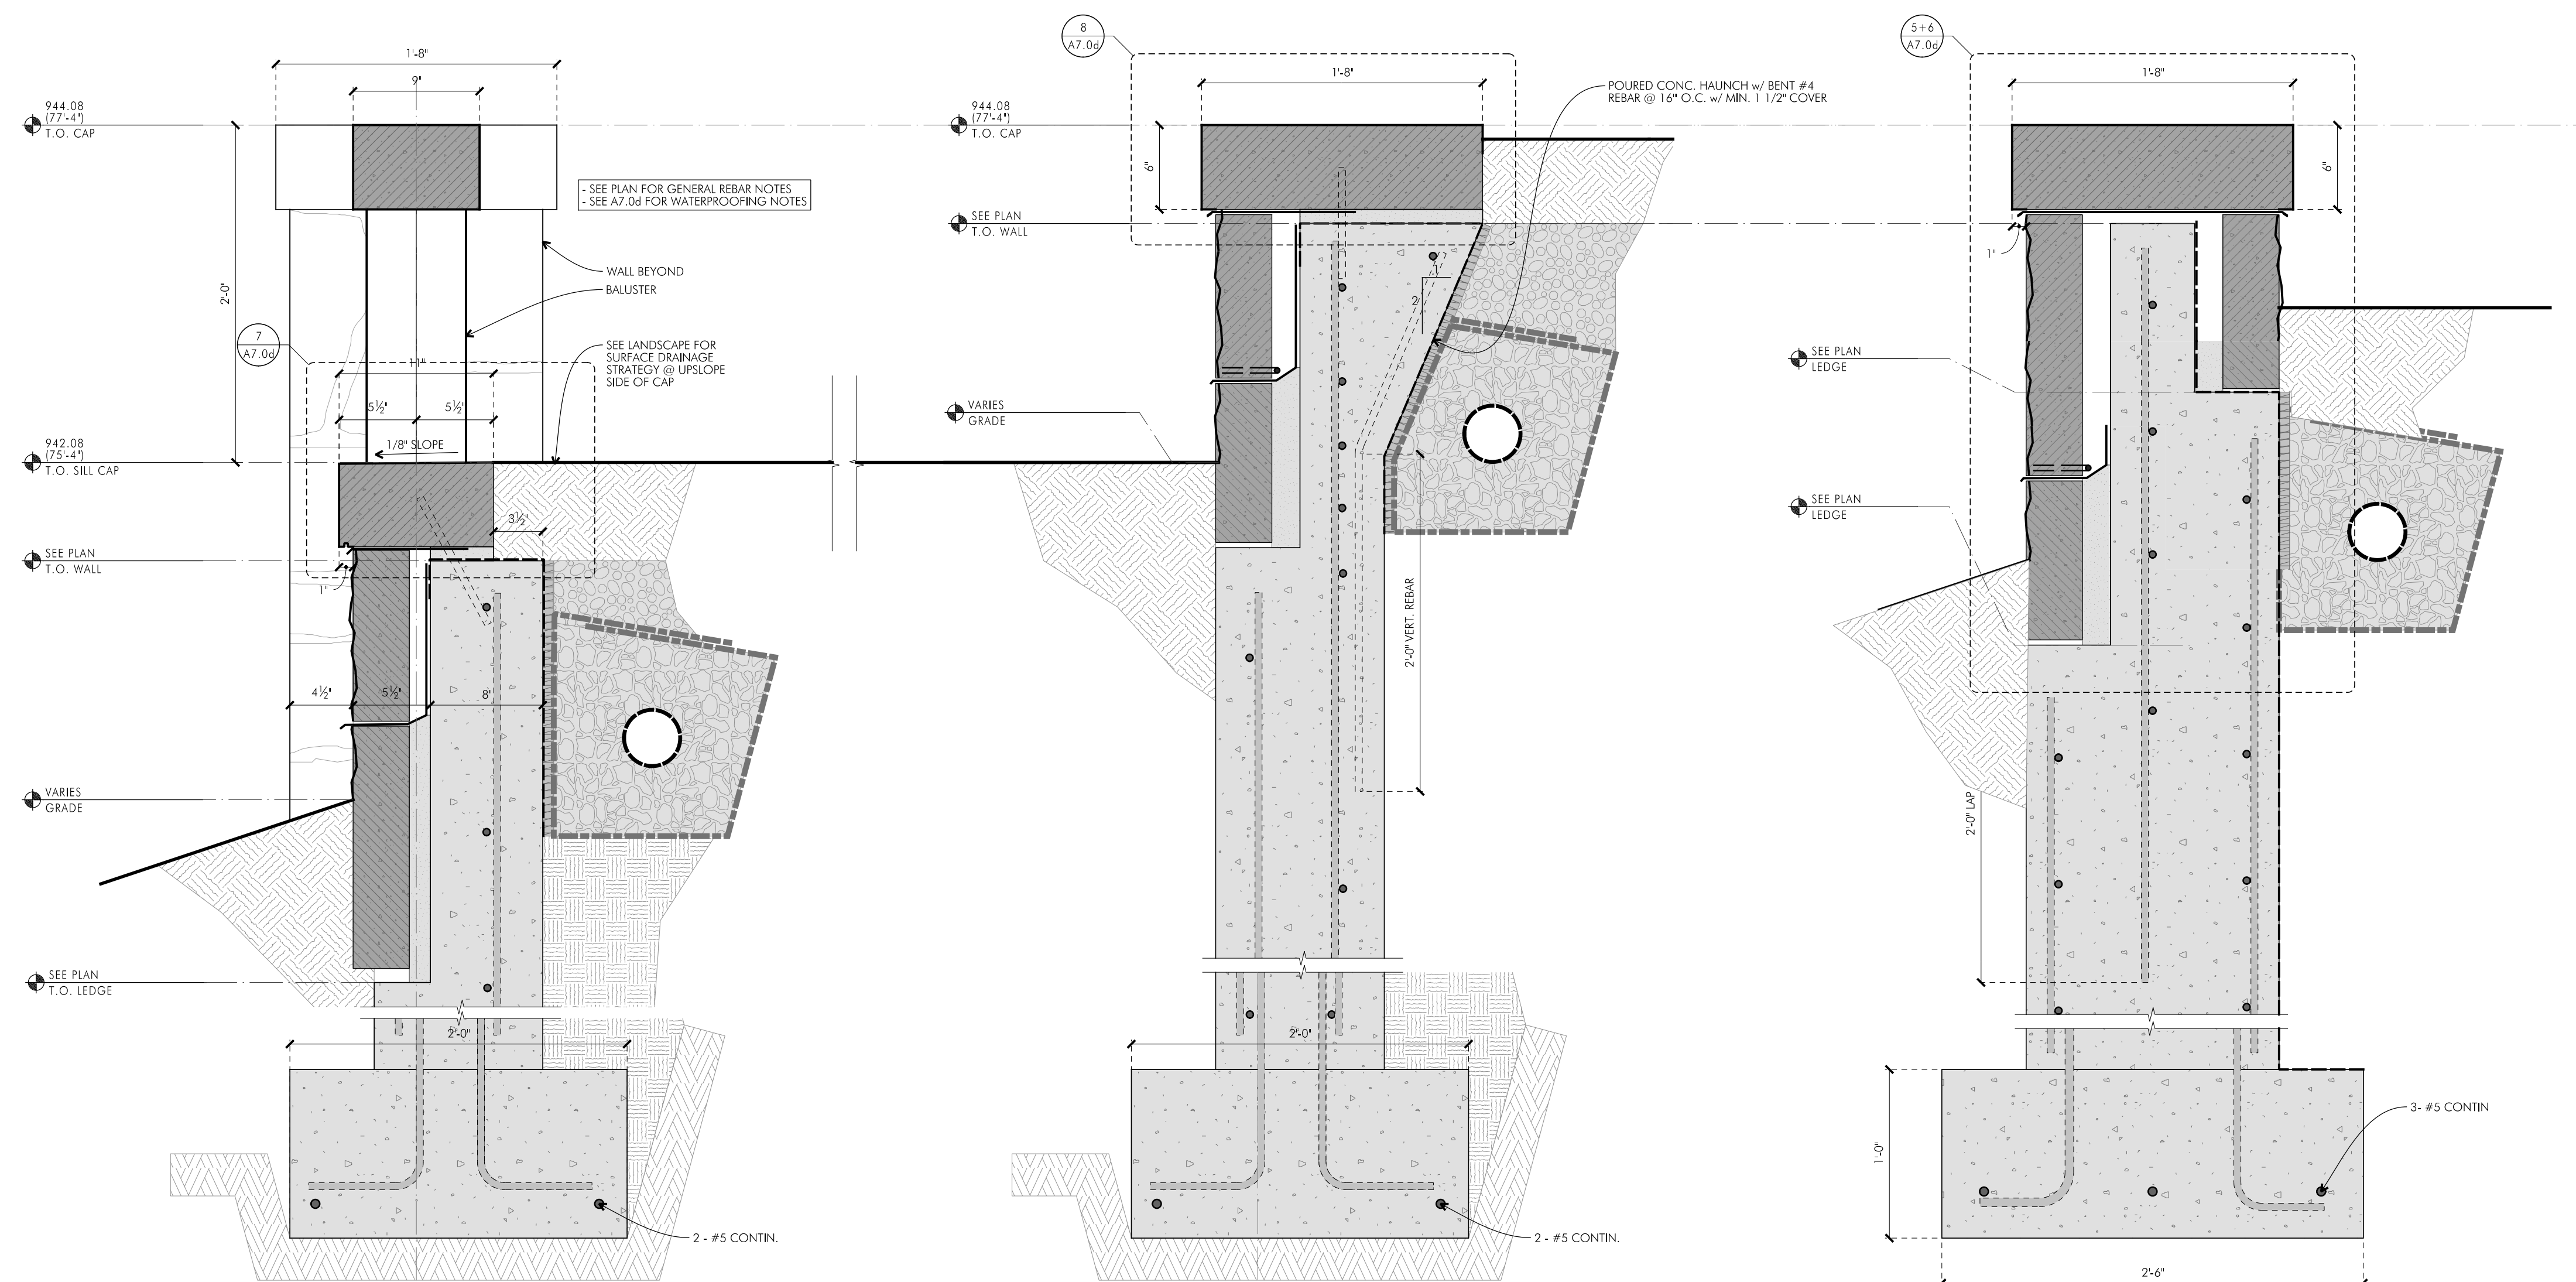 1'-8"
9"
944.08
(77'-4")
T.O. CAP
- SEE PLAN FOR GENERAL REBAR NOTES
- SEE A7.0d FOR WATERPROOFING NOTES
WALL BEYOND
BALUSTER
2'-0"
7
A7.0d
SEE LANDSCAPE FOR
SURFACE DRAINAGE
STRATEGY @ UPSLOPE
SIDE OF CAP
11"
5½"
5½"
1/8" SLOPE
942.08
(75'-4")
T.O. SILL CAP
3½"
SEE PLAN
T.O. WALL
1"
4½"
5½"
8"
VARIES
GRADE
SEE PLAN
T.O. LEDGE
2'-0"
2 - #5 CONTIN.
8
A7.0d
1'-8"
POURED CONC. HAUNCH w/ BENT #4
REBAR @ 16" O.C. w/ MIN. 1 1/2" COVER
944.08
(77'-4")
T.O. CAP
6"
SEE PLAN
T.O. WALL
1
2
VARIES
GRADE
2'-0" VERT. REBAR
2'-0"
2 - #5 CONTIN.
5+6
A7.0d
1'-8"
6"
1"
SEE PLAN
LEDGE
SEE PLAN
LEDGE
2'-0" LAP
1'-0"
3- #5 CONTIN
2'-6"